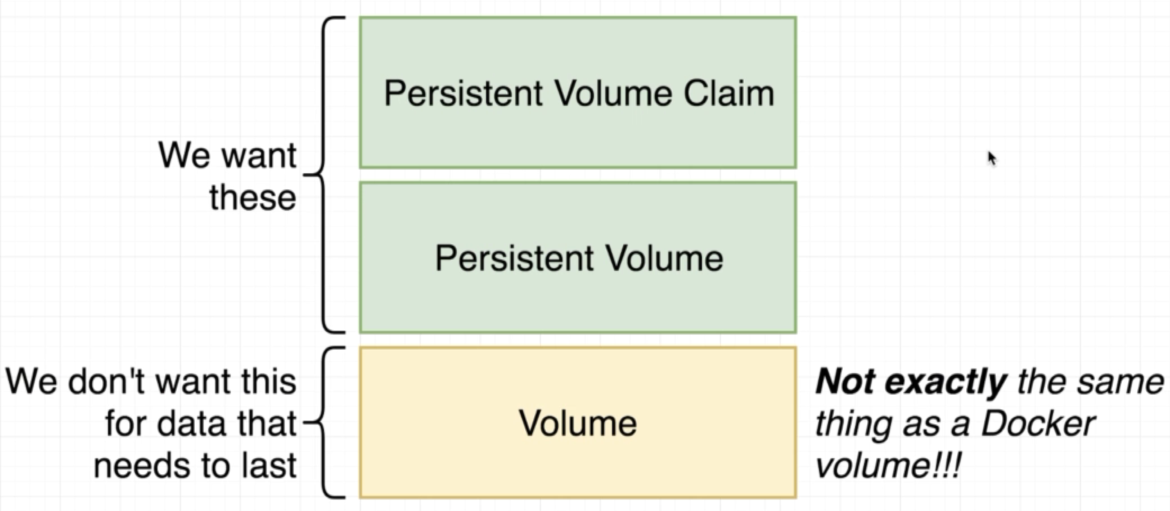 Persistent Volume Claim
We want
these
Persistent Volume
We don't want this
for data that
needs to last
Volume
Not exactly the same
thing as a Docker
volume!!!